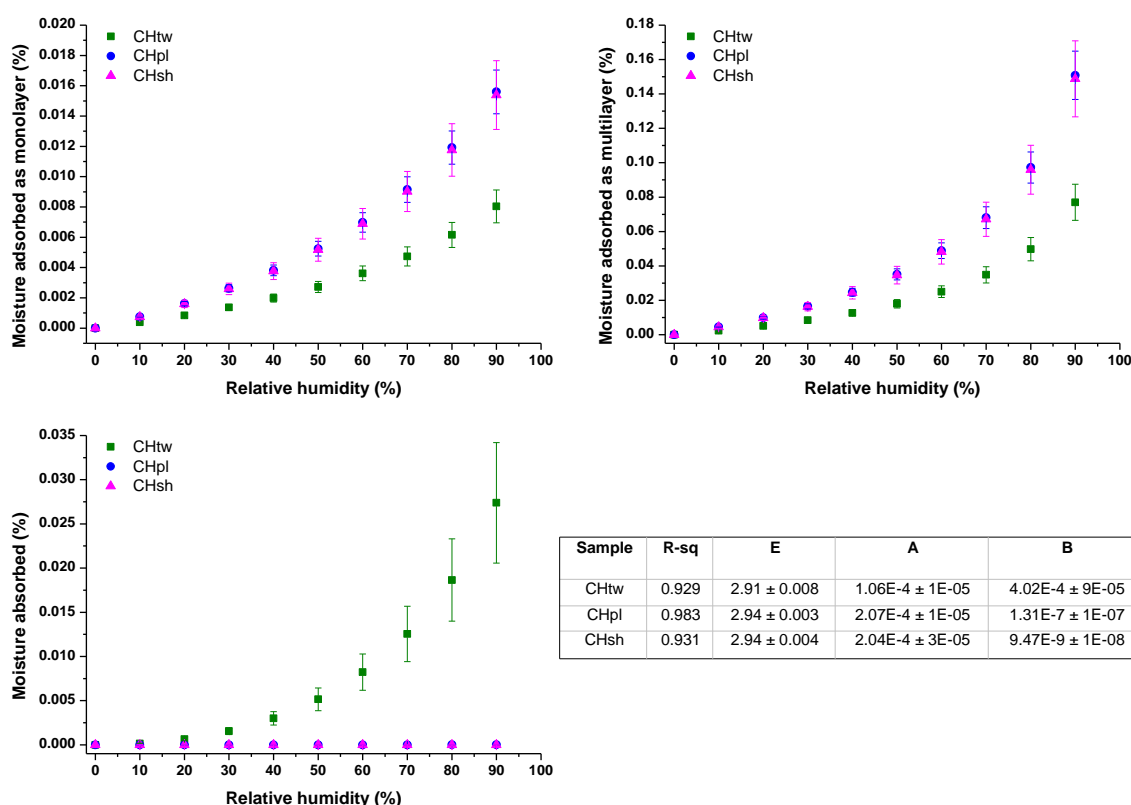 0.020
0.018
0.016
0.014
0.012
0.010
0.008
0.006
0.004
0.002
0.000
Moisture adsorbed as monolayer (%)
CHtw
CHpl
CHsh
0 10 20 30 40 50 60 70 80 90 100
Relative humidity (%)
0.18
0.16
0.14
0.12
0.10
0.08
0.06
0.04
0.02
0.00
Moisture adsorbed as multilayer (%)
CHtw
CHpl
CHsh
0 10 20 30 40 50 60 70 80 90 100
Relative humidity (%)
0.035
0.030
0.025
0.020
0.015
0.010
0.005
0.000
Moisture absorbed (%)
CHtw
CHpl
CHsh
0 10 20 30 40 50 60 70 80 90 100
Relative humidity (%)
Sample R-sq E A B
CHtw 0.929 2.91 ± 0.008 1.06E-4 ± 1E-05 4.02E-4 ± 9E-05
CHpl 0.983 2.94 ± 0.003 2.07E-4 ± 1E-05 1.31E-7 ± 1E-07
CHsh 0.931 2.94 ± 0.004 2.04E-4 ± 3E-05 9.47E-9 ± 1E-08